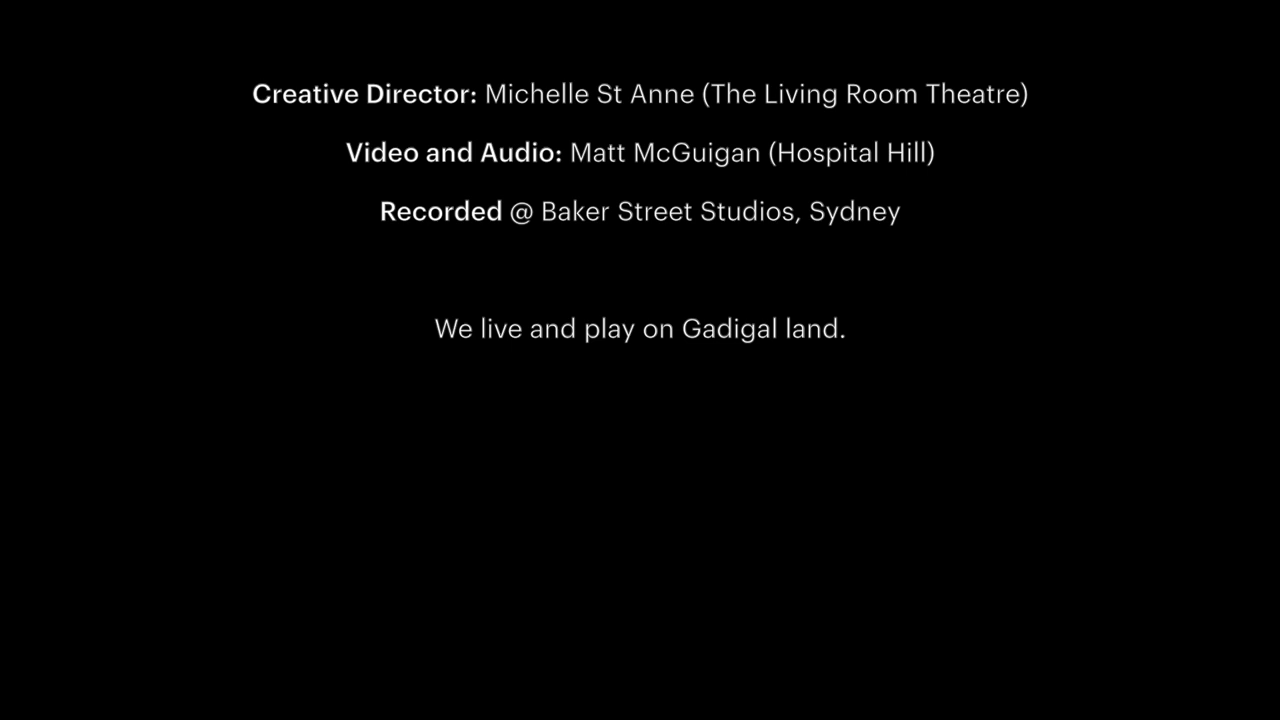 Creative Director: Michelle St Anne (The Living Room Theatre)
Video and Audio: Matt McGuigan (Hospital Hill)
Recorded @ Baker Street Studios, Sydney
We live and play on Gadigal land.